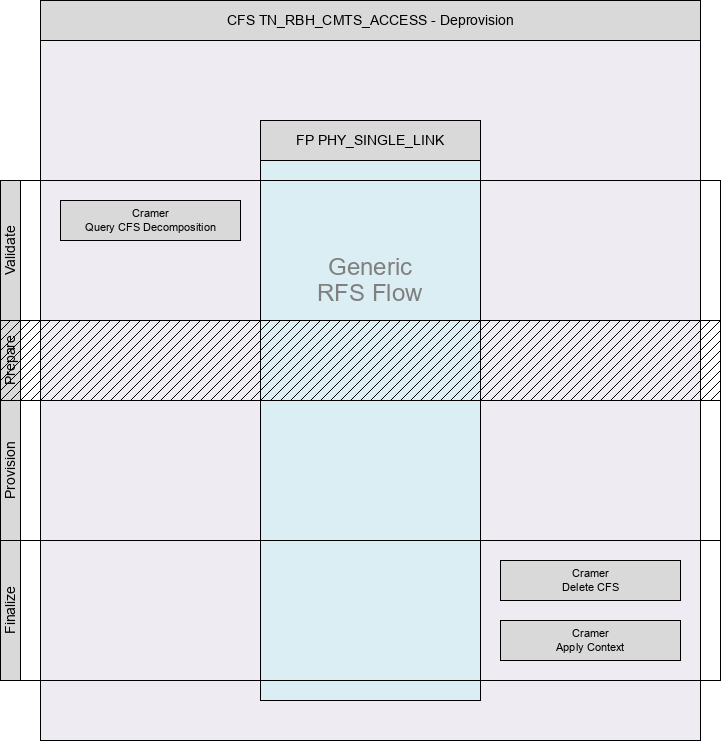 CFS TN_RBH_CMTS_ACCESS - Deprovision
FP PHY_SINGLE_LINK
Validate
Cramer
Query CFS Decomposition
Generic
RFS Flow
Prepare
Provision
Finalize
Cramer
Delete CFS
Cramer
Apply Context